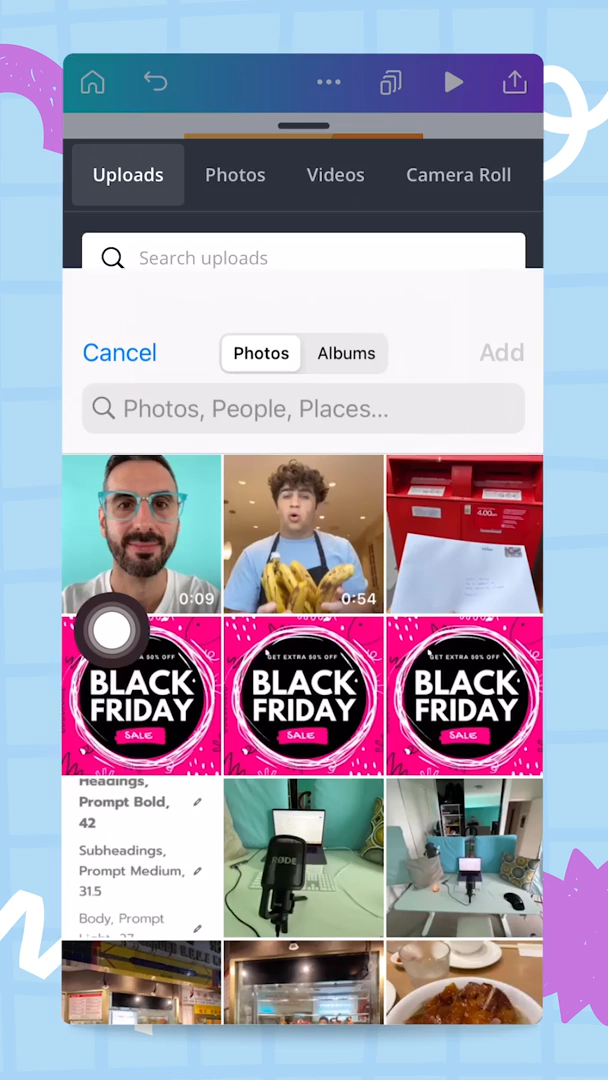 Uploads Photos Videos Camera Roll
Search uploads
Cancel Photos Albums Add
Photos, People, Places...
0:09 0:54
4.00
A 50% OFF
BLACK
FRIDAY
SALE
GET EXTRA 50% OFF
BLACK
FRIDAY
SALE
GET EXTRA 50% OFF
BLACK
FRIDAY
SALE
Headings,
Prompt Bold,
42
Subheadings,
Prompt Medium,
31.5
Body, Prompt
RØDE